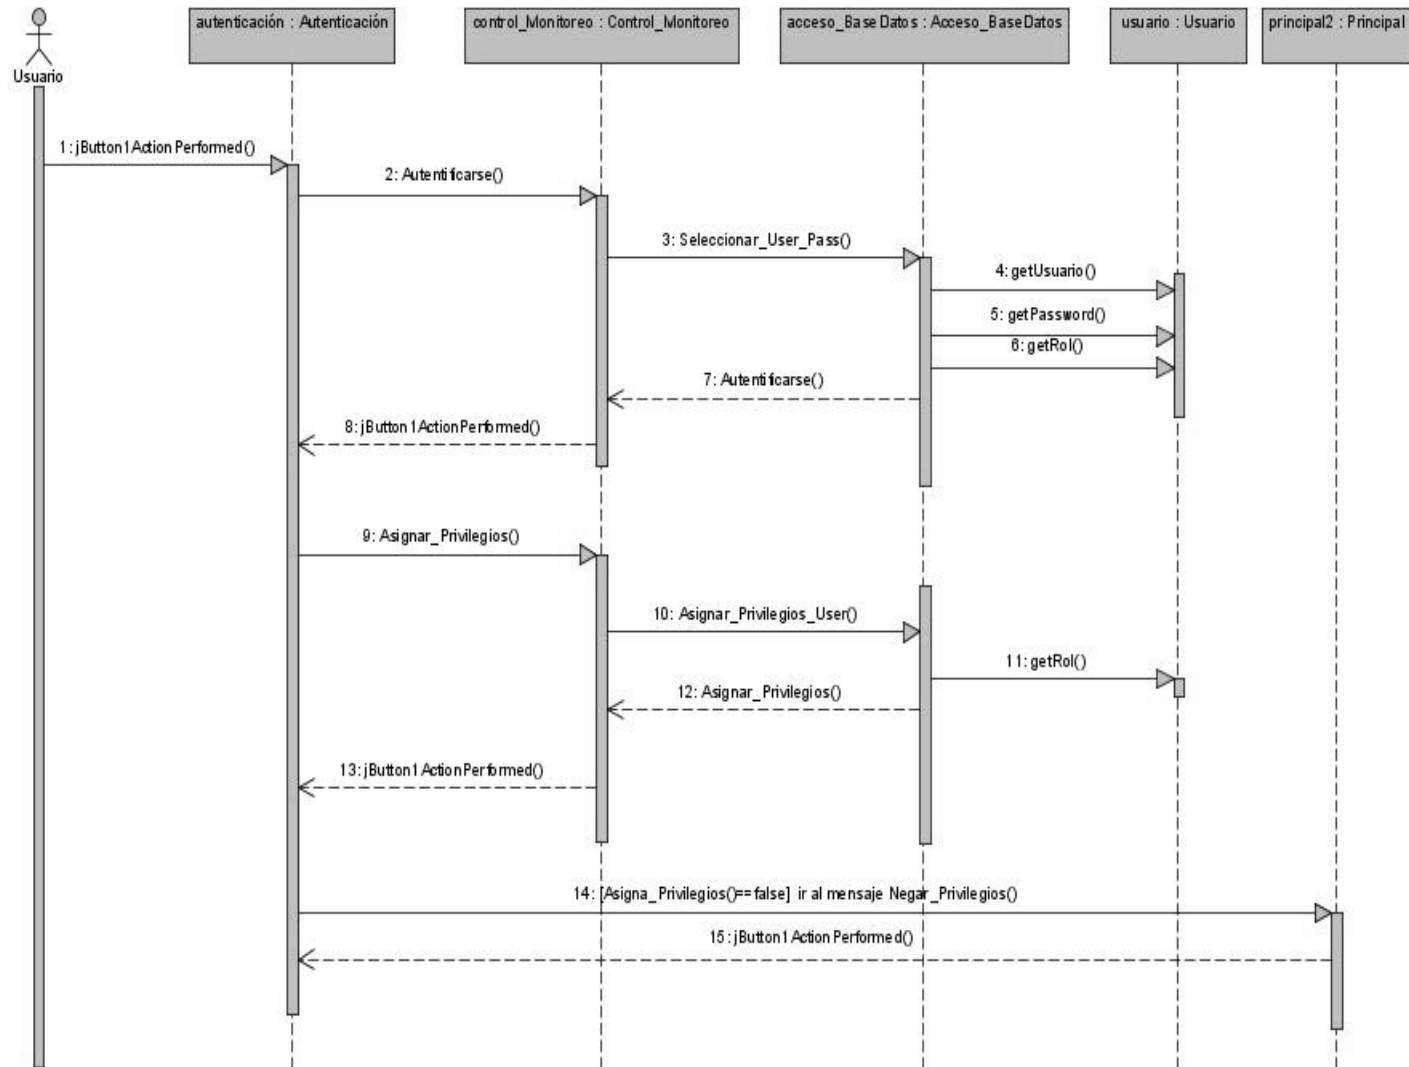 autenticación : Autenticación
control_Monitoreo : Control_Monitoreo
acceso_BaseDatos : Acceso_BaseDatos
usuario : Usuario
principal2 : Principal
Usuario
1: jButton1ActionPerformed()
2: Autentificarse()
3: Seleccionar_User_Pass()
4: getUsuario()
5: getPassword()
6: getRol()
7: Autentificarse()
8: jButton1ActionPerformed()
9: Asignar_Privilegios()
10: Asignar_Privilegios_User()
11: getRol()
12: Asignar_Privilegios()
13: jButton1ActionPerformed()
14: [Asigna_Privilegios()==false] ir al mensaje Negar_Privilegios()
15: jButton1ActionPerformed()